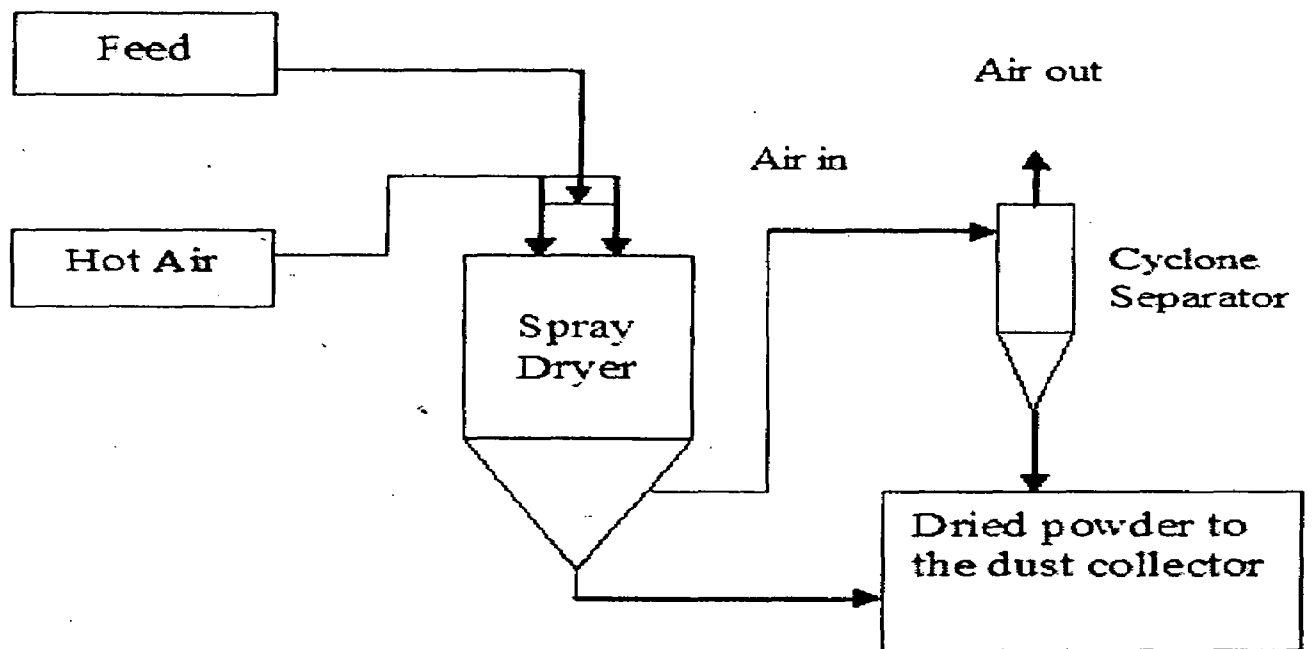 Feed
Air out
Air in
Hot Air
Cyclone
Separator
Spray
Dryer
Dried powder to
the dust collector